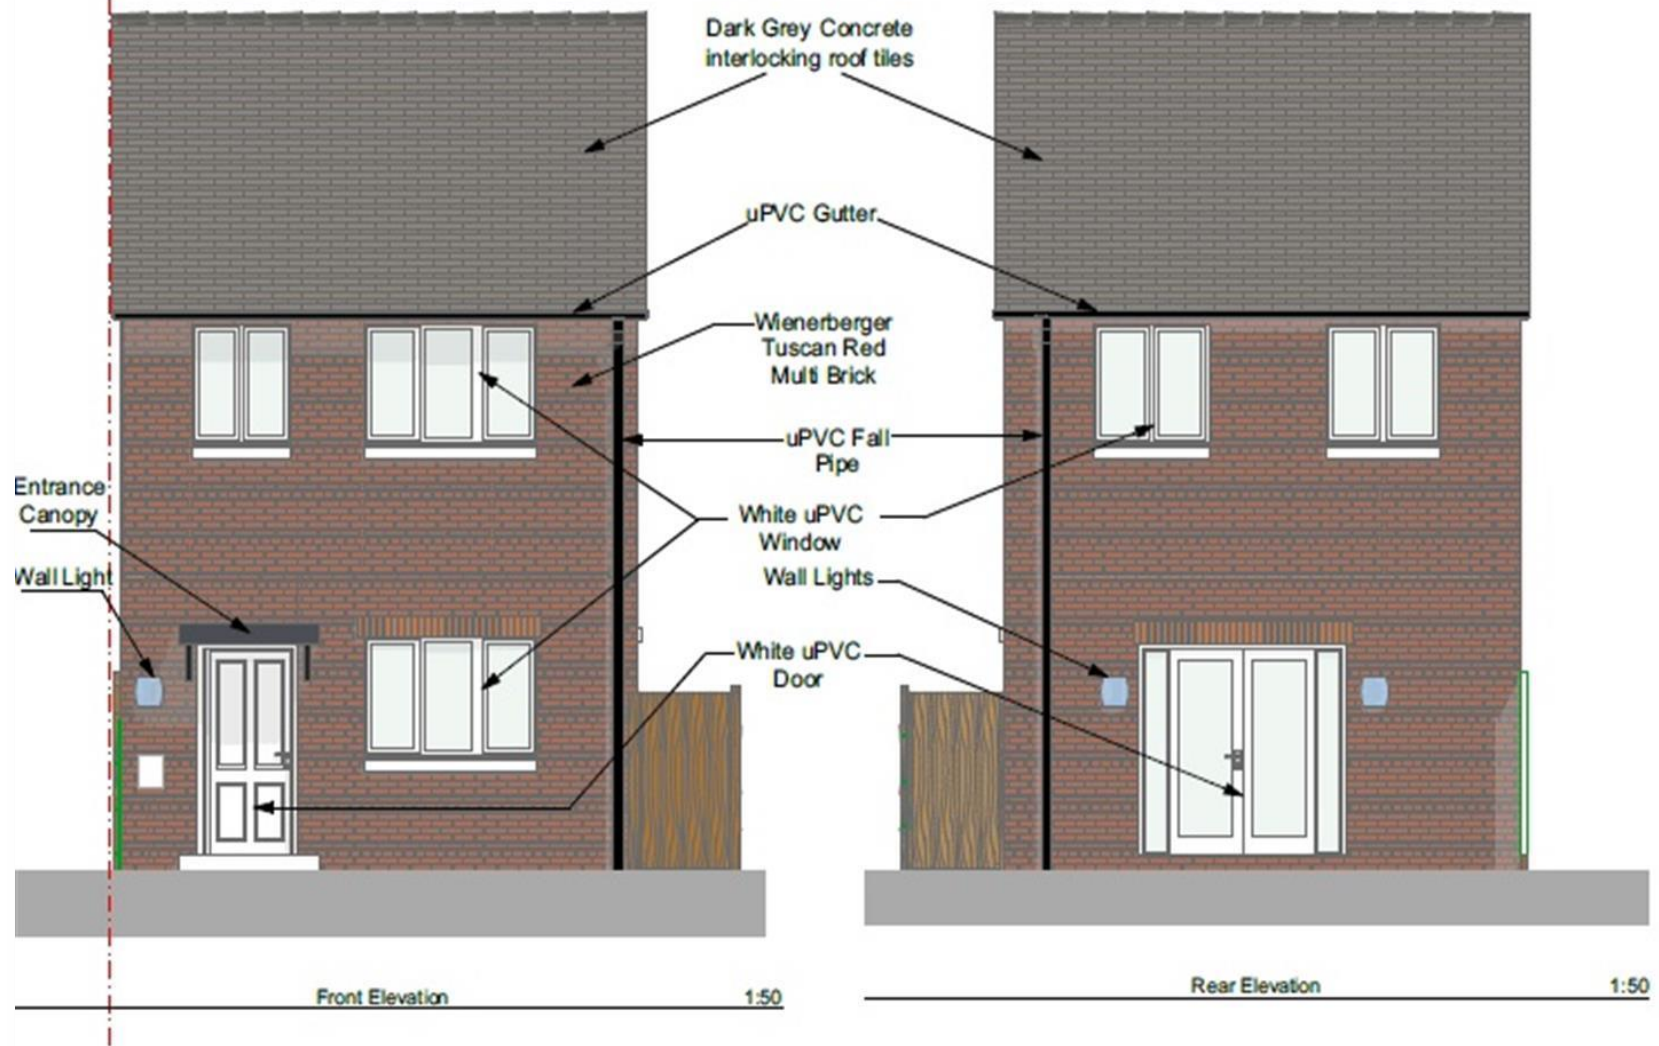 Dark Grey Concrete
interlocking roof tiles
uPVC Gutter
Wienerberger
Tuscan Red
Multi Brick
uPVC Fall
Pipe
Entrance
Canopy
White uPVC
Window
Wall Light
Wall Lights
White uPVC
Door
Front Elevation 1:50
Rear Elevation 1:50